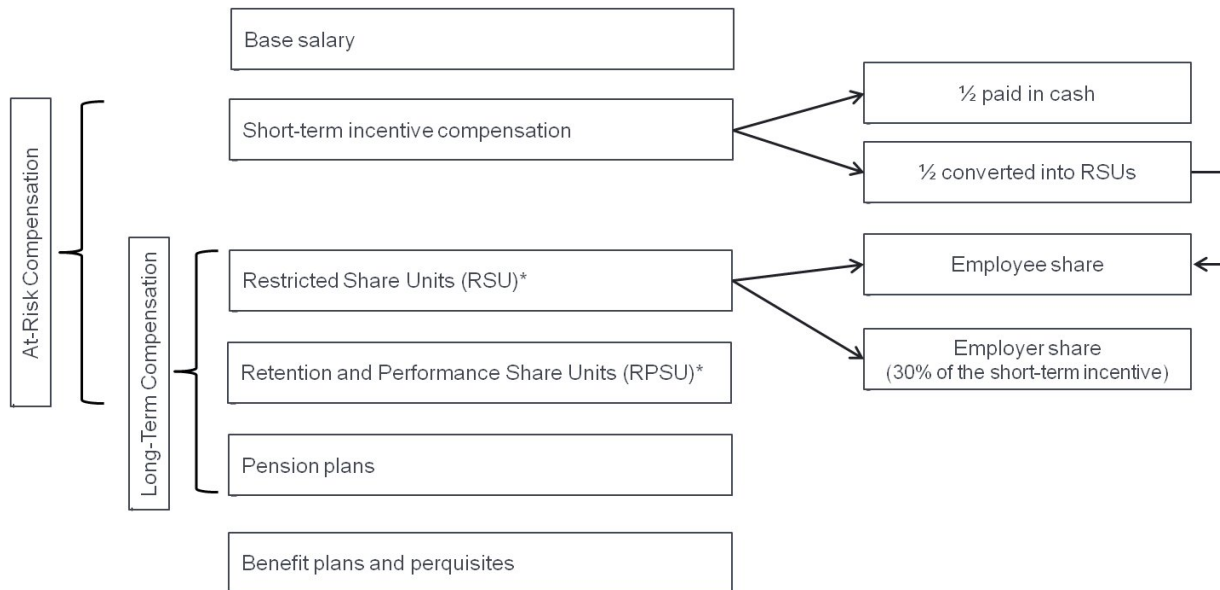 Base salary
Short-term incentive compensation
½ paid in cash
½ converted into RSUs
At-Risk Compensation
Long-Term Compensation
Restricted Share Units (RSU)*
Employee share
Employer share
(30% of the short-term incentive)
Retention and Performance Share Units (RPSU)*
Pension plans
Benefit plans and perquisites